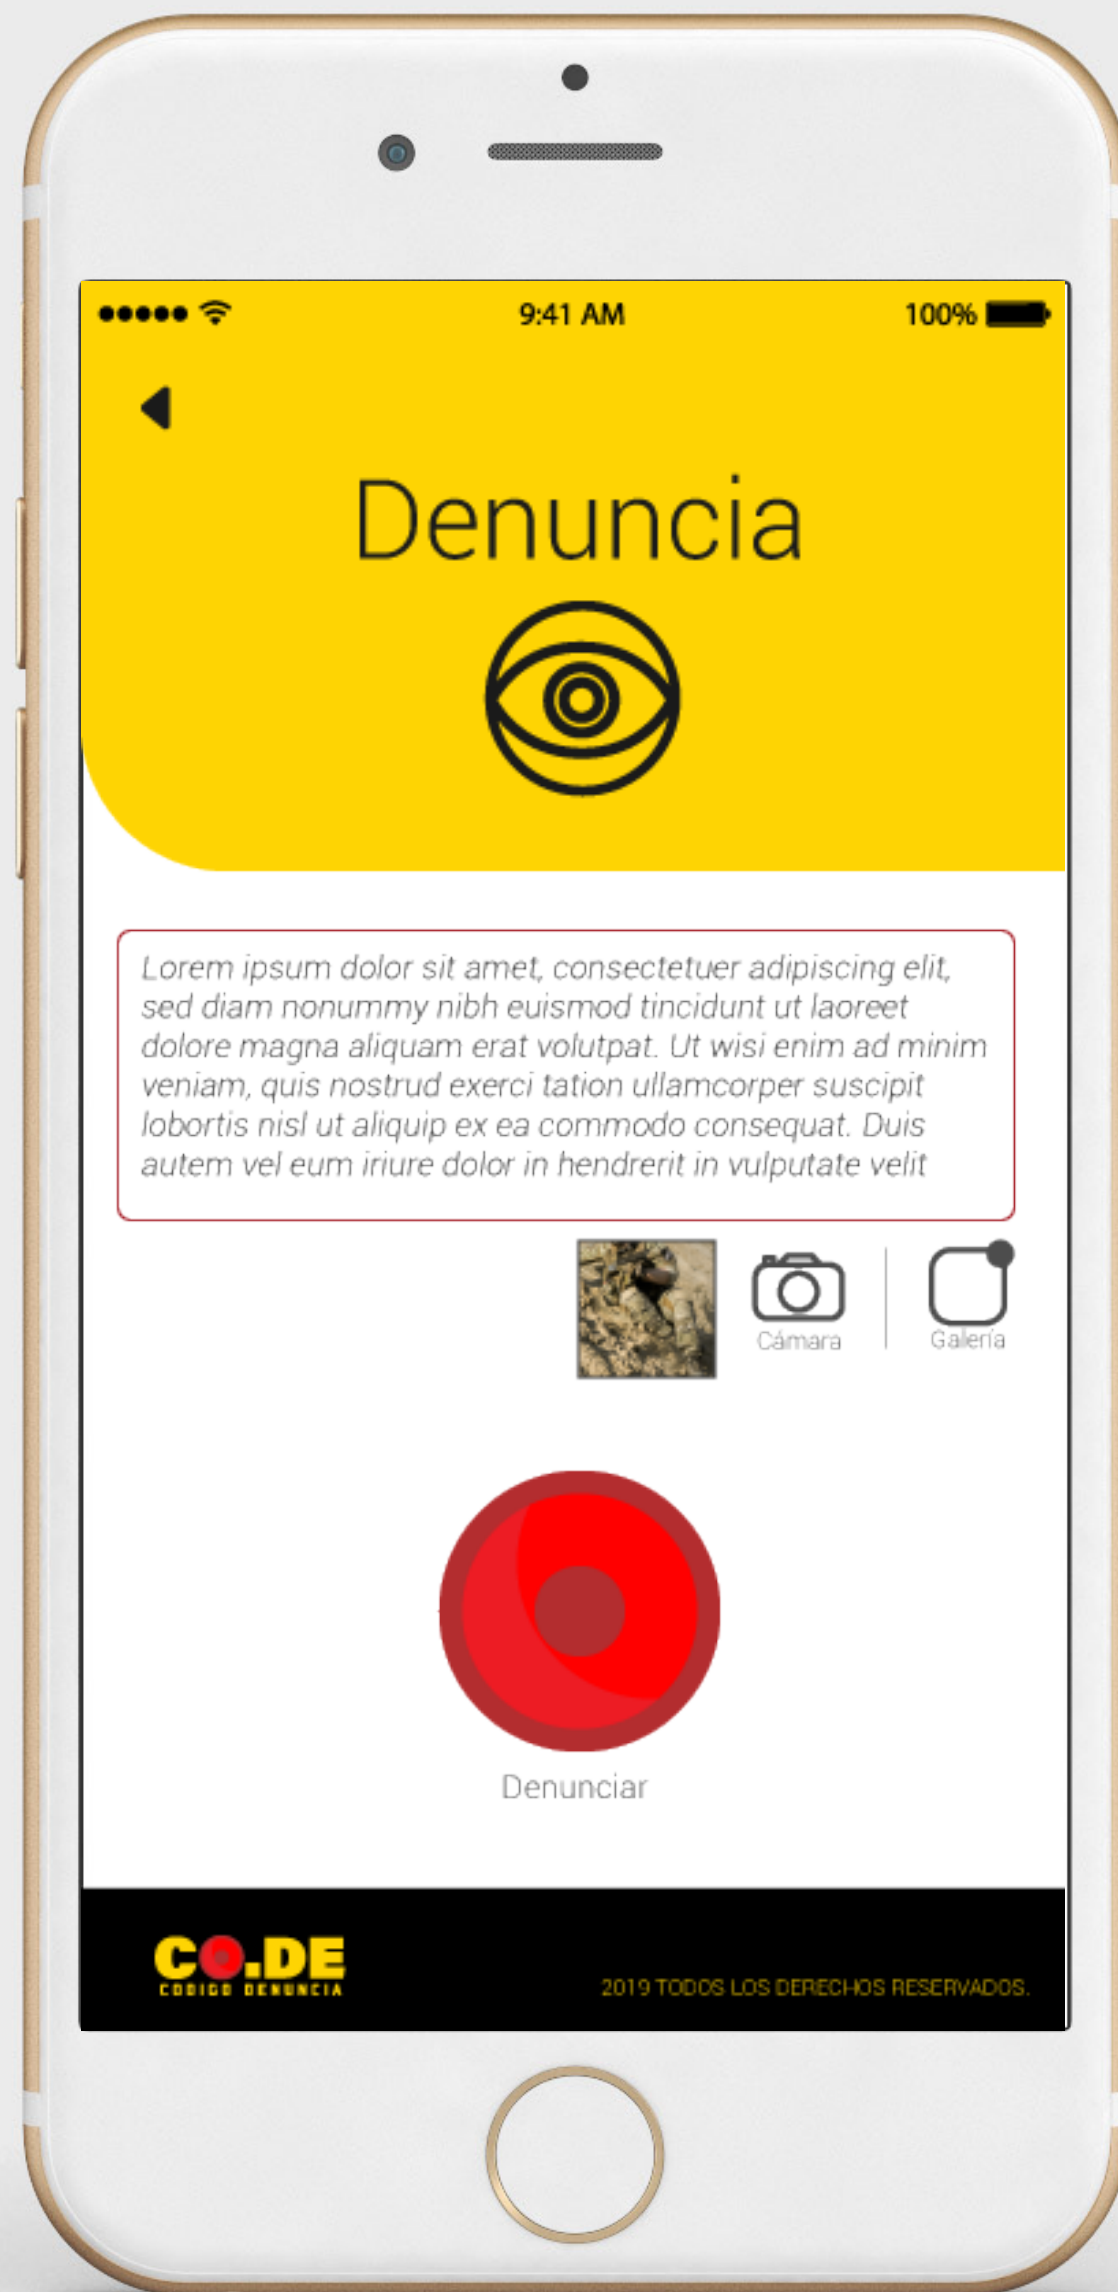 9:41 AM
100%
Denuncia
Lorem ipsum dolor sit amet, consectetuer adipiscing elit,
sed diam nonummy nibh euismod tincidunt ut laoreet
dolore magna aliquam erat volutpat. Ut wisi enim ad minim
veniam, quis nostrud exerci tation ullamcorper suscipit
lobortis nisl ut aliquip ex ea commodo consequat. Duis
autem vel eum iriure dolor in hendrerit in vulputate velit
Cámara
Galería
Denunciar
CO.DE
CODIGO DENUNCIA
2019 TODOS LOS DERECHOS RESERVADOS.